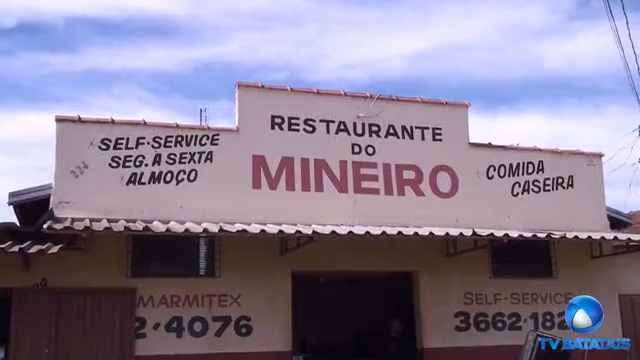 RESTAURANTE
DO
MINEIRO
SELF-SERVICE
SEG. À SEXTA
ALMOÇO
COMIDA
CASEIRA
224
MARMITEX
2-4076
SELF-SERVICE
3662-182
TV BATATAIS